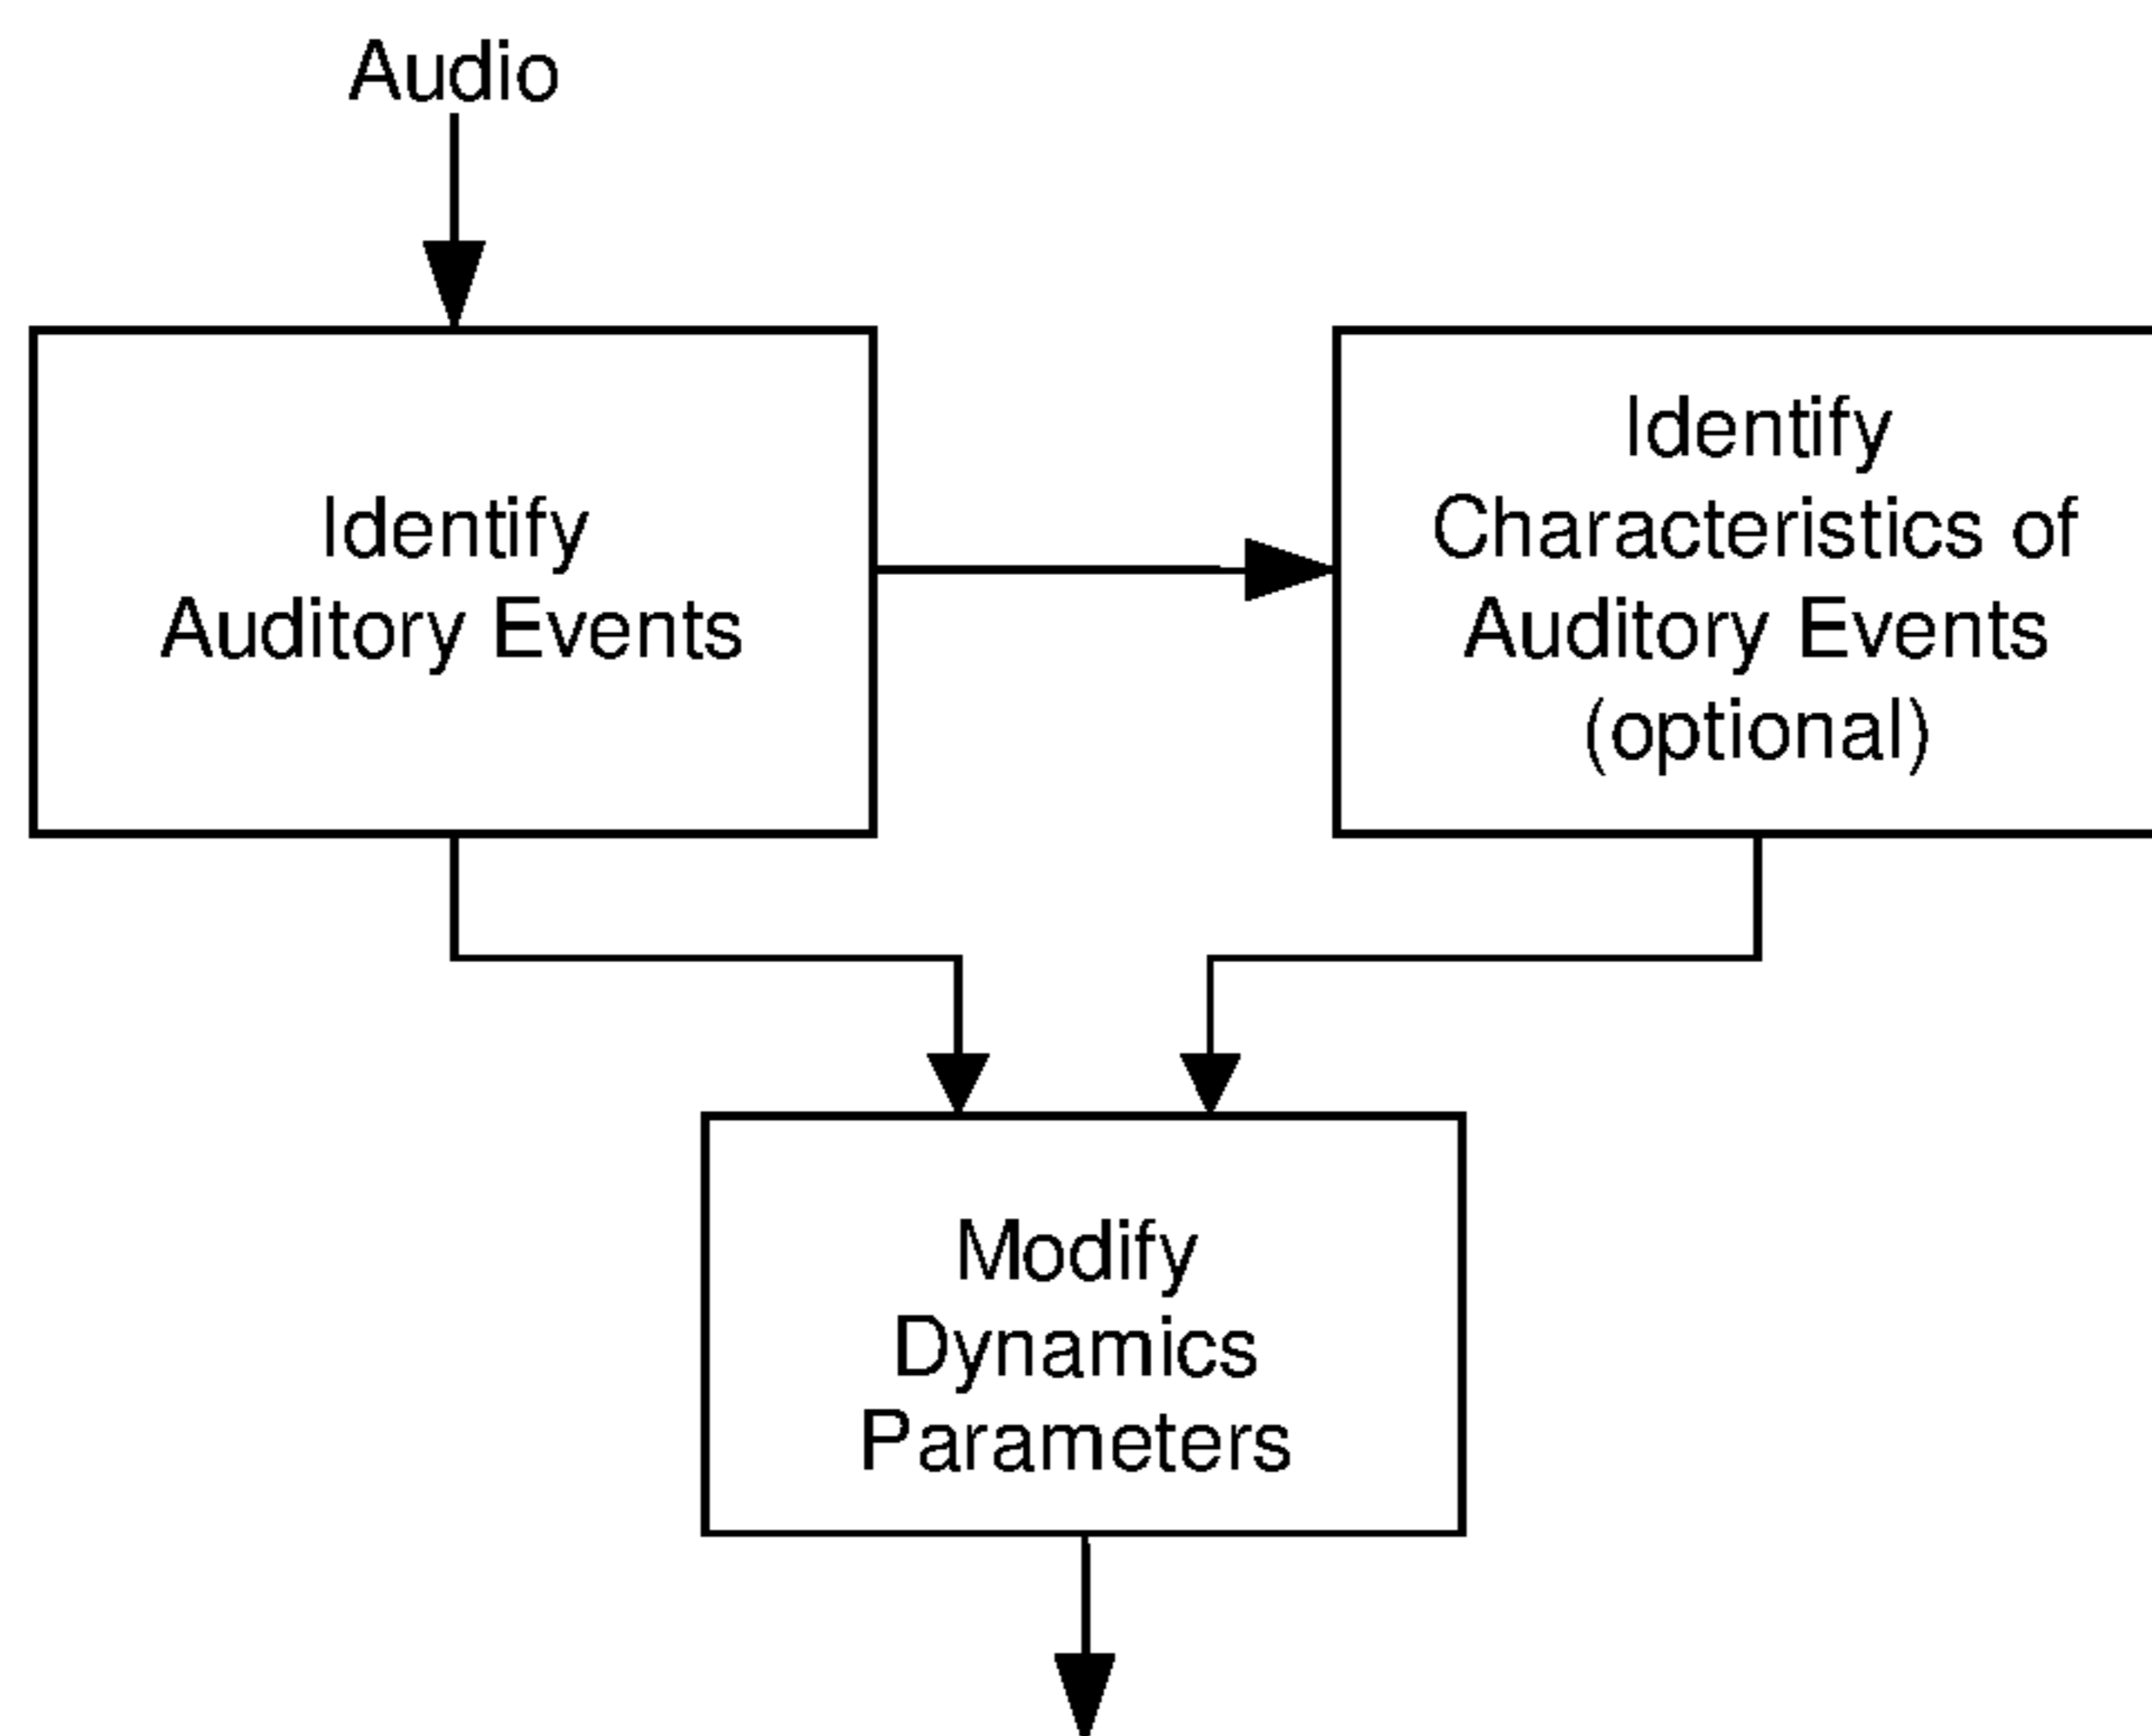 Audio
Identify
Auditory Events
Identify
Characteristics of
Auditory Events
(optional)
Modify
Dynamics
Parameters